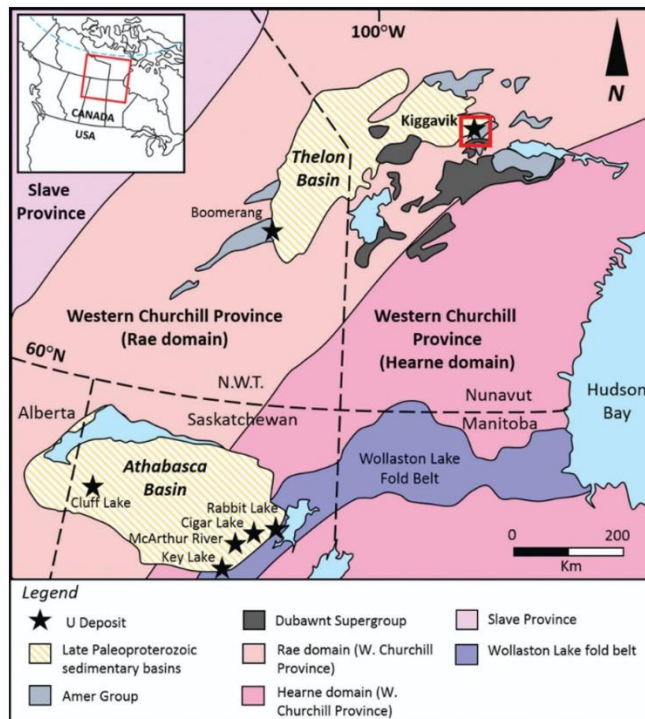 100°W
CANADA
USA
N
Kiggavik
Thelon
Basin
Slave
Province
Boomerang
Western Churchill Province
(Rae domain)
Western Churchill
Province
(Hearne domain)
60°N
N.W.T.
Nunavut
Hudson
Bay
Alberta
Saskatchewan
Manitoba
Athabasca
Basin
Wollaston Lake
Fold Belt
Cluff Lake
Rabbit Lake
Cigar Lake
McArthur River
Key Lake
0 200
Km
Legend
U Deposit
Late Paleoproterozoic
sedimentary basins
Amer Group
Dubawnt Supergroup
Rae domain (W. Churchill
Province)
Hearne domain (W.
Churchill Province)
Slave Province
Wollaston Lake fold belt